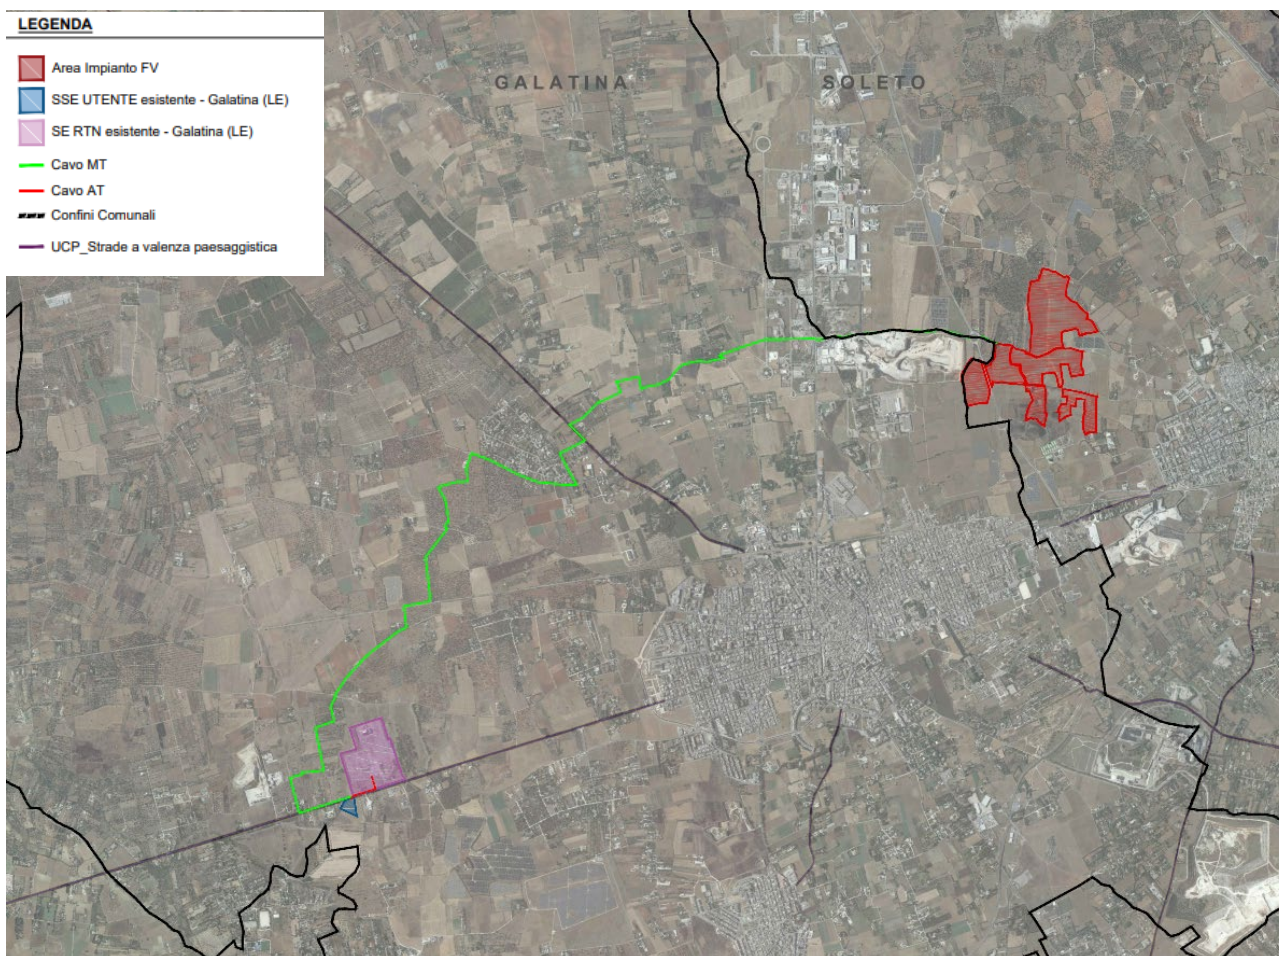 LEGENDA
Area Impianto FV
SSE UTENTE esistente - Galatina (LE)
SE RTN esistente - Galatina (LE)
Cavo MT
Cavo AT
Confini Comunali
UCP_Strade a valenza paesaggistica
GALATINA
SOLETO